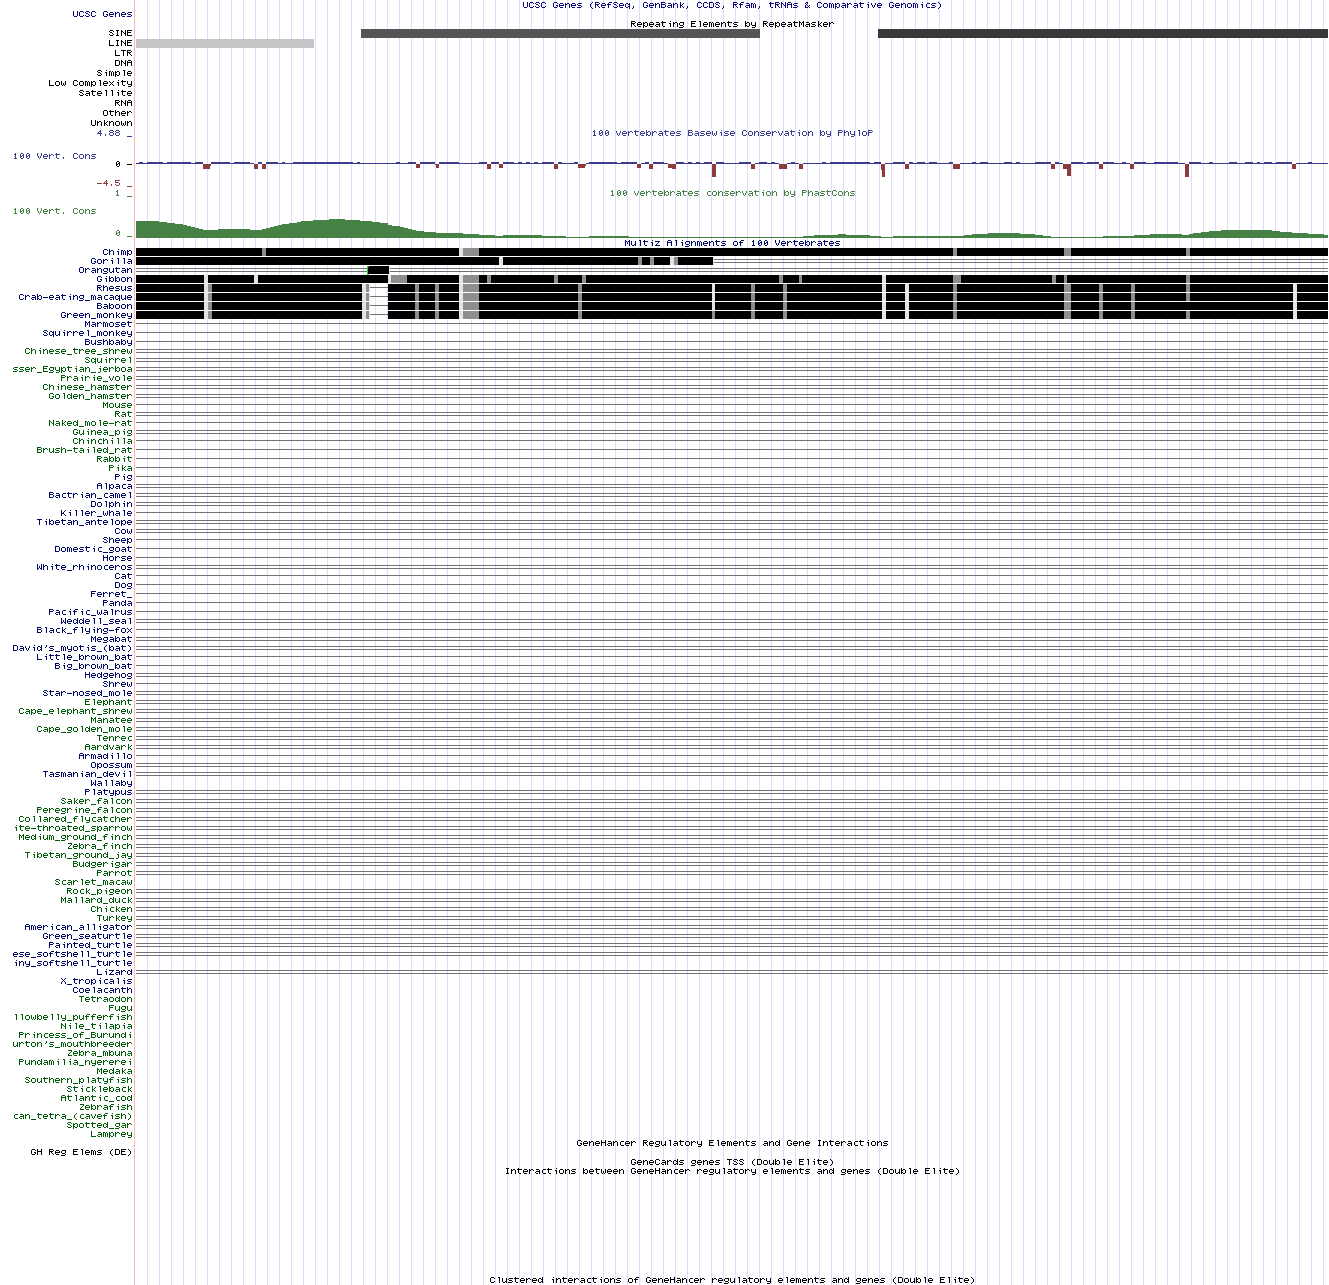 UCSC Genes (RefSeq, GenBank, CCDS, Rfam, tRNAs & Comparative Genomics)
UCSC Genes
Repeating Elements by RepeatMasker
SINE
LINE
LTR
DNA
Simple
Low Complexity
Satellite
RNA
Other
Unknown
4.88 _
100 vertebrates Basewise Conservation by PhyloP
100 Vert. Cons
0 -
-4.5 _
1 _
100 vertebrates conservation by PhastCons
100 Vert. Cons
0 _
Multiz Alignments of 100 Vertebrates
Chimp
Gorilla
Orangutan
Gibbon
Rhesus
Crab-eating_macaque
Baboon
Green_monkey
Marmoset
Squirrel_monkey
Bushbaby
Chinese_tree_shrew
Squirrel
sser_Egyptian_jerboa
Prairie_vole
Chinese_hamster
Golden_hamster
Mouse
Rat
Naked_mole-rat
Guinea_pig
Chinchilla
Brush-tailed_rat
Rabbit
Pika
Pig
Alpaca
Bactrian_camel
Dolphin
Killer_whale
Tibetan_antelope
Cow
Sheep
Domestic_goat
Horse
White_rhinoceros
Cat
Dog
Ferret_
Panda
Pacific_walrus
Weddell_seal
Black_flying-fox
Megabat
David's_myotis_(bat)
Little_brown_bat
Big_brown_bat
Hedgehog
Shrew
Star-nosed_mole
Elephant
Cape_elephant_shrew
Manatee
Cape_golden_mole
Tenrec
Aardvark
Armadillo
Opossum
Tasmanian_devil
Wallaby
Platypus
Saker_falcon
Peregrine_falcon
Collared_flycatcher
ite-throated_sparrow
Medium_ground_finch
Zebra_finch
Tibetan_ground_jay
Budgerigar
Parrot
Scarlet_macaw
Rock_pigeon
Mallard_duck
Chicken
Turkey
American_alligator
Green_seaturtle
Painted_turtle
ese_softshell_turtle
iny_softshell_turtle
Lizard
X_tropicalis
Coelacanth
Tetraodon
Fugu
llowbelly_pufferfish
Nile_tilapia
Princess_of_Burundi
urton's_mouthbreeder
Zebra_mbuna
Pundamilia_nyererei
Medaka
Southern_platyfish
Stickleback
Atlantic_cod
Zebrafish
can_tetra_(cavefish)
Spotted_gar
Lamprey
GeneHancer Regulatory Elements and Gene Interactions
GH Reg Elems (DE)
GeneCards genes TSS (Double Elite)
Interactions between GeneHancer regulatory elements and genes (Double Elite)
Clustered interactions of GeneHancer regulatory elements and genes (Double Elite)